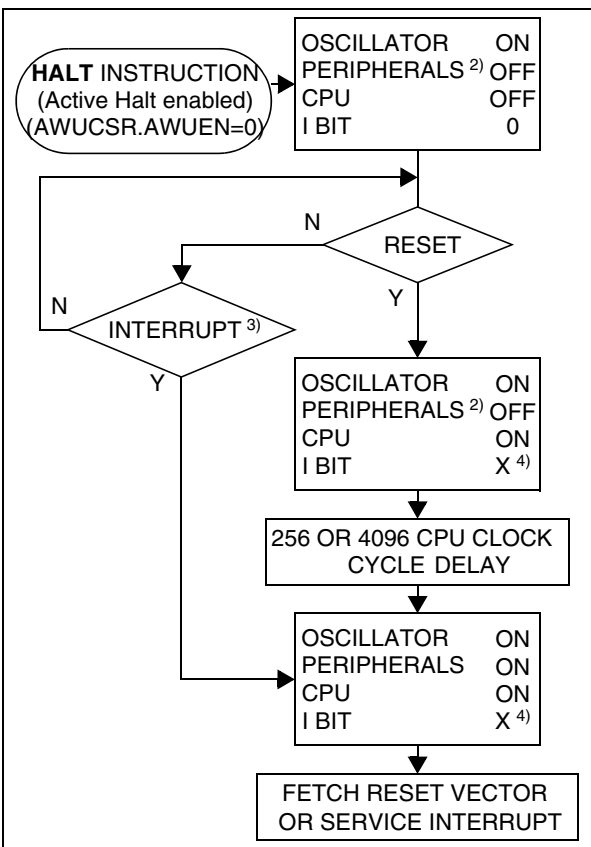 HALT INSTRUCTION
(Active Halt enabled)
(AWUCSR.AWUEN=0)
OSCILLATOR ON
PERIPHERALS 2) OFF
CPU OFF
I BIT 0
RESET
N
Y
INTERRUPT 3)
N
Y
OSCILLATOR ON
PERIPHERALS 2) OFF
CPU ON
I BIT X 4)
256 OR 4096 CPU CLOCK
CYCLE DELAY
OSCILLATOR ON
PERIPHERALS ON
CPU ON
I BIT X 4)
FETCH RESET VECTOR
OR SERVICE INTERRUPT